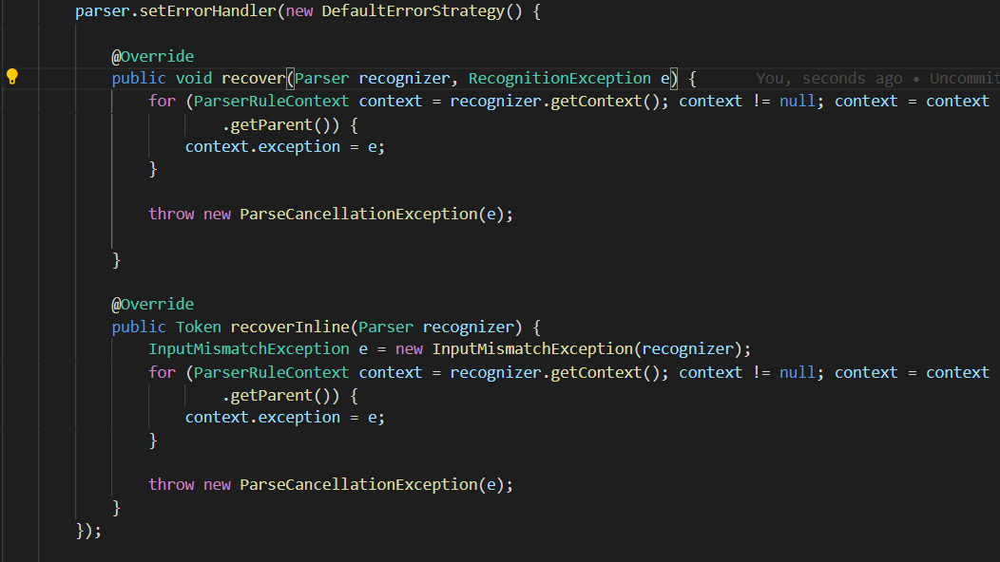 parser.setErrorHandler(new DefaultErrorStrategy() {
@Override
public void recover(Parser recognizer, RecognitionException e) { You, seconds ago • Uncommit
for (ParserRuleContext context = recognizer.getContext(); context != null; context = context
.getParent()) {
context.exception = e;
}
throw new ParseCancellationException(e);
}
@Override
public Token recoverInline(Parser recognizer) {
InputMismatchException e = new InputMismatchException(recognizer);
for (ParserRuleContext context = recognizer.getContext(); context != null; context = context
.getParent()) {
context.exception = e;
}
throw new ParseCancellationException(e);
}
});